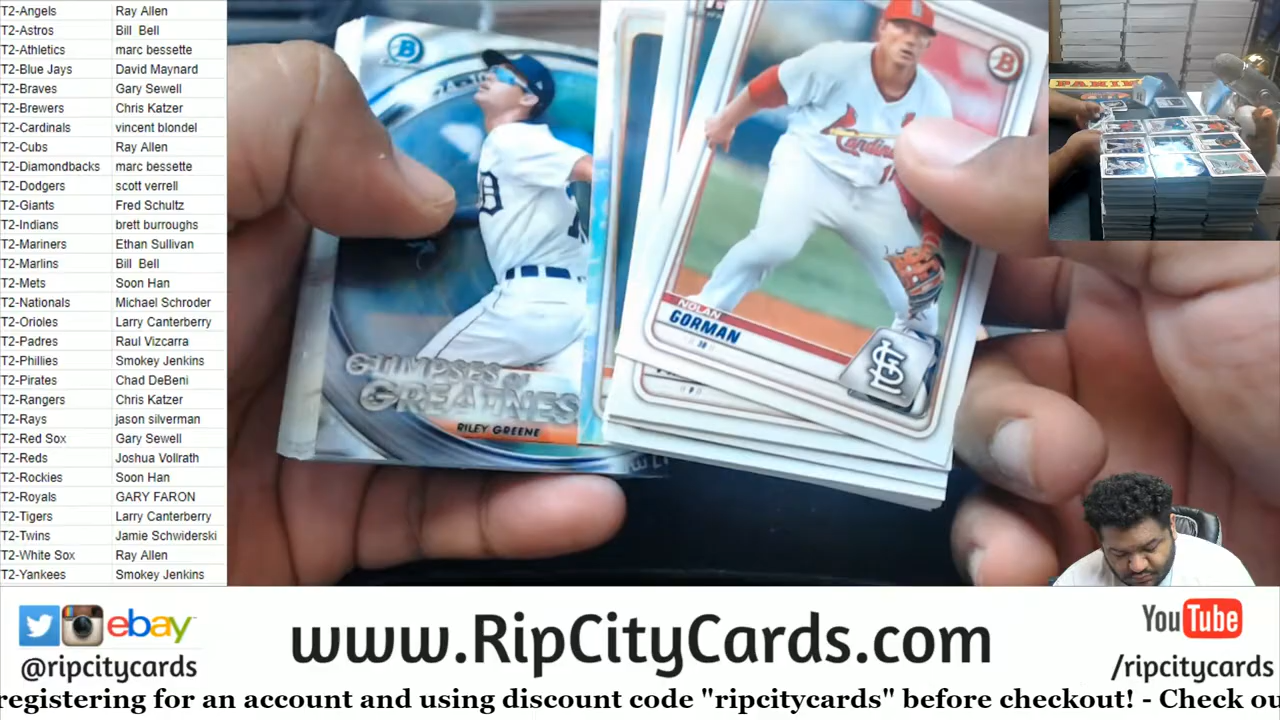 T2-Angels Ray Allen
T2-Astros Bill Bell
T2-Athletics marc bessette
T2-Blue Jays David Maynard
T2-Braves Gary Sewell
T2-Brewers Chris Katzer
T2-Cardinals vincent blondel
T2-Cubs Ray Allen
T2-Diamondbacks marc bessette
T2-Dodgers scott verrell
T2-Giants Fred Schultz
T2-Indians brett burroughs
T2-Mariners Ethan Sullivan
T2-Marlins Bill Bell
T2-Mets Soon Han
T2-Nationals Michael Schroder
T2-Orioles Larry Canterberry
T2-Padres Raul Vizcarra
T2-Phillies Smokey Jenkins
T2-Pirates Chad DeBeni
T2-Rangers Chris Katzer
T2-Rays jason silverman
T2-Red Sox Gary Sewell
T2-Reds Joshua Vollrath
T2-Rockies Soon Han
T2-Royals GARY FARON
T2-Tigers Larry Canterberry
T2-Twins Jamie Schwiderski
T2-White Sox Ray Allen
T2-Yankees Smokey Jenkins
B
D
GLIMPSES OF
GREATNES
RILEY GREENE
B
Cardinals
NOLAN
GORMAN
3B
STL
PANINI
ebay
@ripcitycards
www.RipCityCards.com
YouTube
/ripcitycards
registering for an account and using discount code "ripcitycards" before checkout! - Check ou